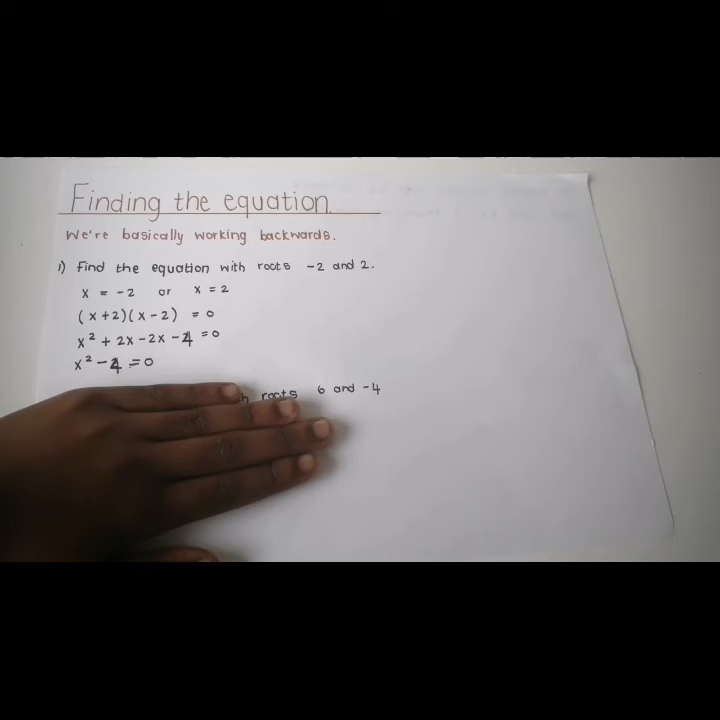 Finding the equation.
We're basically working backwards.
1) Find the equation with roots -2 and 2.
x = -2 or x = 2
(x+2)(x-2) = 0
x² + 2x - 2x - 4 = 0
x² - 4 = 0
roots 6 and -4